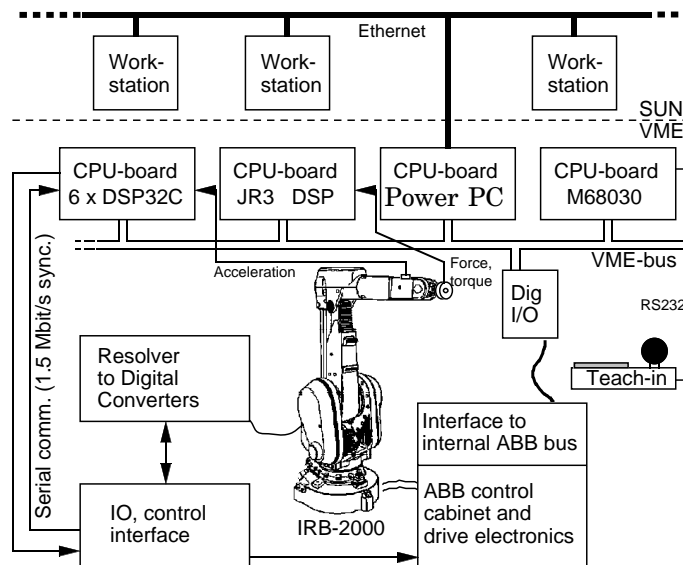 Ethernet
Work-
station
Work-
station
Work-
station
SUN
VME
CPU-board
6 x DSP32C
CPU-board
JR3 DSP
CPU-board
Power PC
CPU-board
M68030
VME-bus
Acceleration
Force,
torque
Dig
I/O
RS232
Teach-in
Serial comm. (1.5 Mbit/s sync.)
Resolver
to Digital
Converters
Interface to
internal ABB bus
IO, control
interface
IRB-2000
ABB control
cabinet and
drive electronics